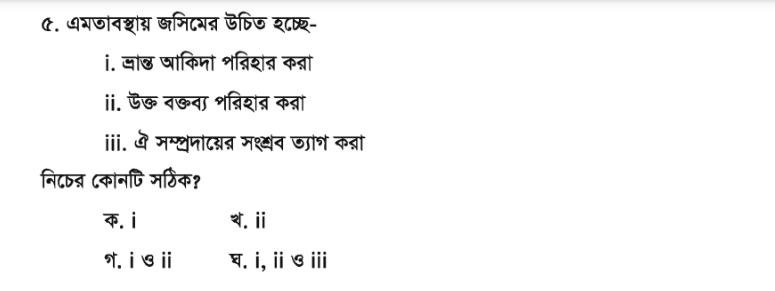 ৫. এমতাবস্থায় জসিমের উচিত হচ্ছে-
i. ভ্রান্ত আকিদা পরিহার করা
ii. উক্ত বক্তব্য পরিহার করা
iii. ঐ সম্প্রদায়ের সংশ্রব ত্যাগ করা
নিচের কোনটি সঠিক?
ক. i খ. ii
গ. i ও ii ঘ. i, ii ও iii